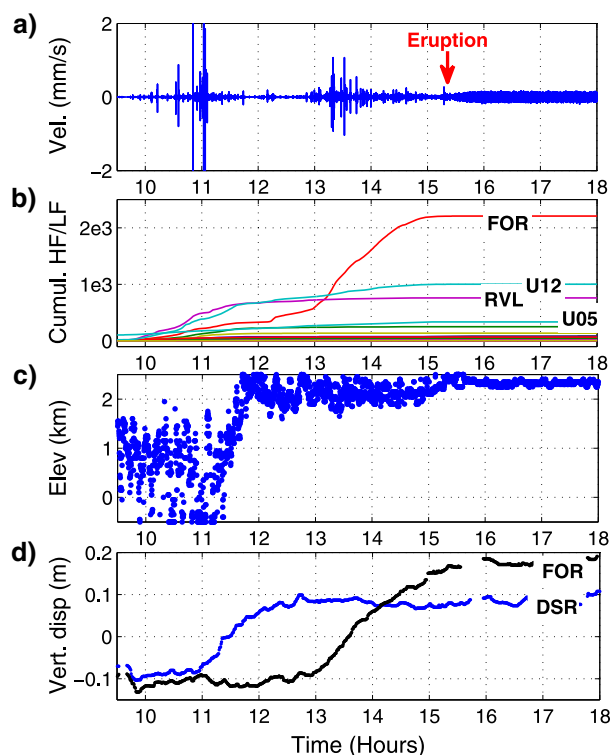 a)
Vel. (mm/s)
2
0
−2
Eruption
10 11 12 13 14 15 16 17 18
b)
Cumul. HF/LF
2e3
1e3
0
FOR
U12
RVL
U05
10 11 12 13 14 15 16 17 18
c)
Elev (km)
2
1
0
10 11 12 13 14 15 16 17 18
d)
Vert. disp (m)
0.2
0.1
0
−0.1
FOR
DSR
10 11 12 13 14 15 16 17 18
Time (Hours)